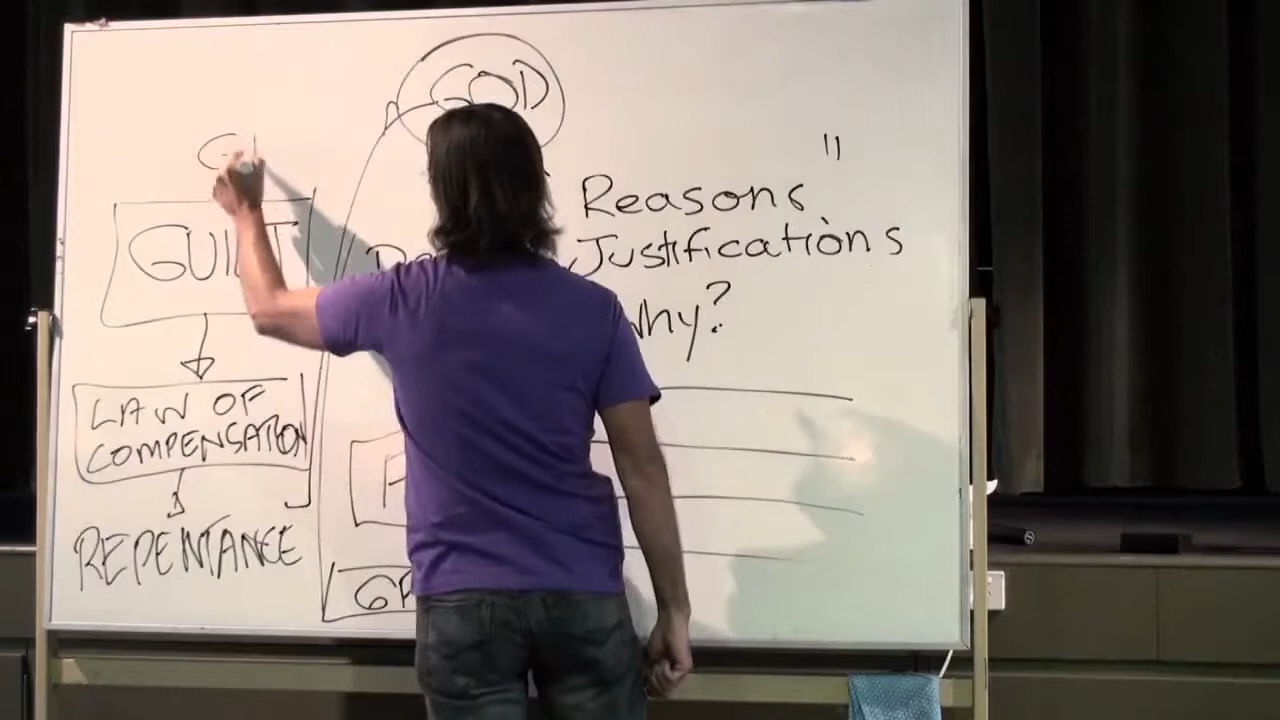 GOD
Reasons
Justifications
Why?
GUILT
LAW OF
COMPENSATION
REPENTANCE